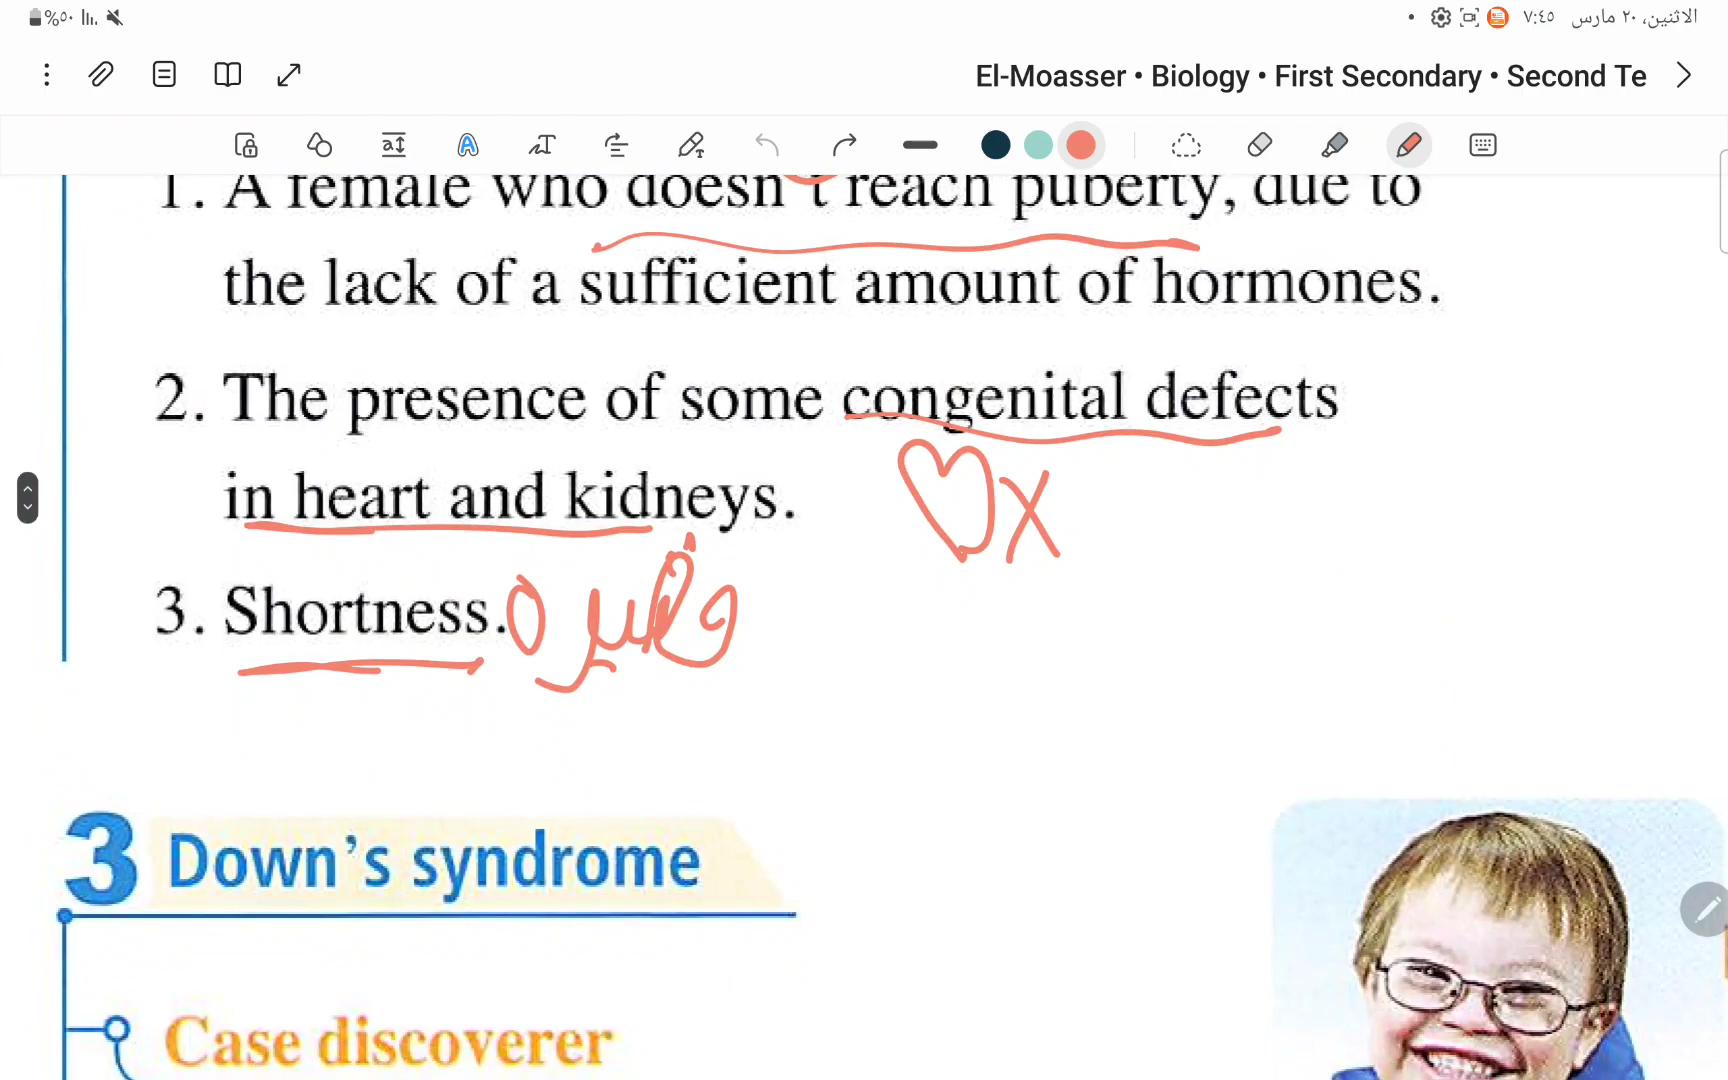 %٥٠
الاثنين، ٢٠ مارس ٧:٤٥
El-Moasser • Biology • First Secondary • Second Te
1. A female who doesn't reach puberty, due to
the lack of a sufficient amount of hormones.
2. The presence of some congenital defects
in heart and kidneys.
X
3. Shortness.
3 Down's syndrome
Case discoverer